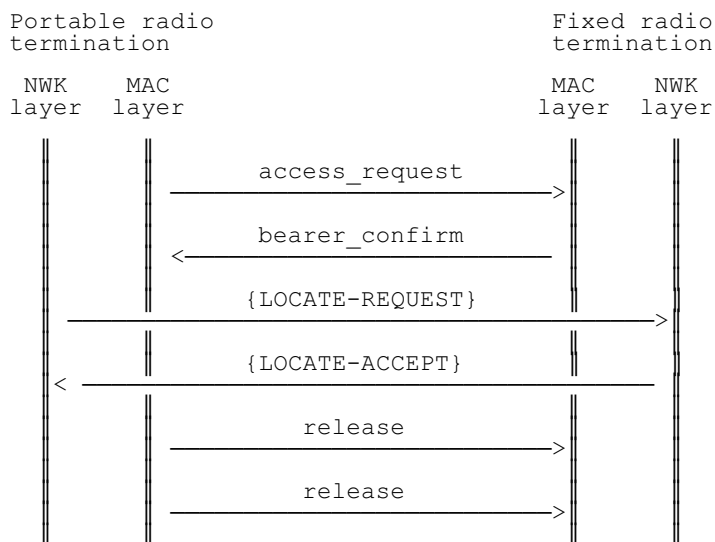 Portable radio Fixed radio
termination termination
NWK MAC MAC NWK
layer layer layer layer
access_request
bearer_confirm
{LOCATE-REQUEST}
{LOCATE-ACCEPT}
release
release